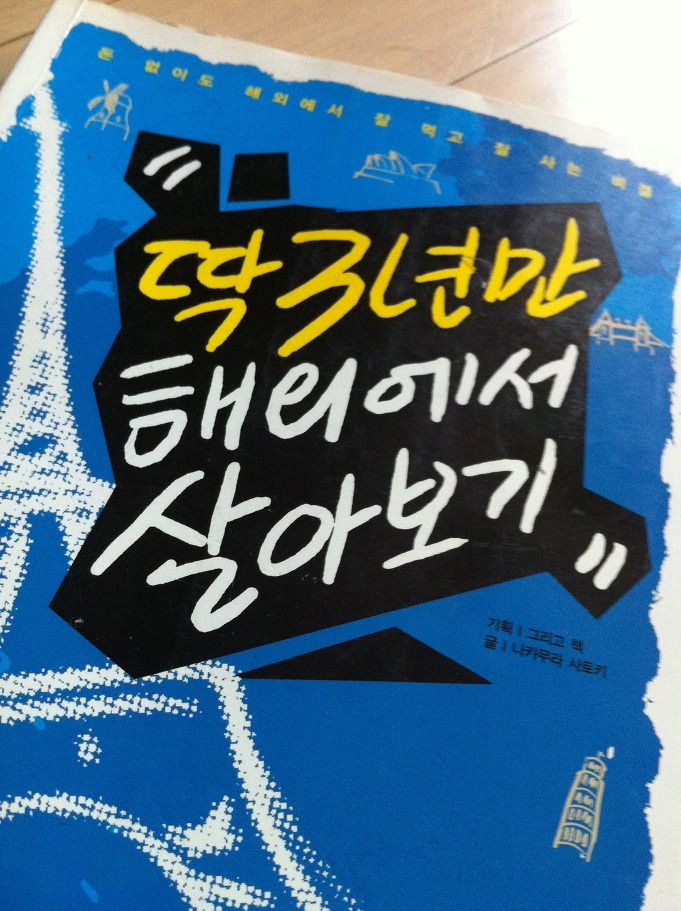 돈 없이도 해외에서 잘 먹고 잘 사는 비결
"딱 3년만
해외에서
살아보기"
기획 | 그리고 책
글 | 나카무라 사토키